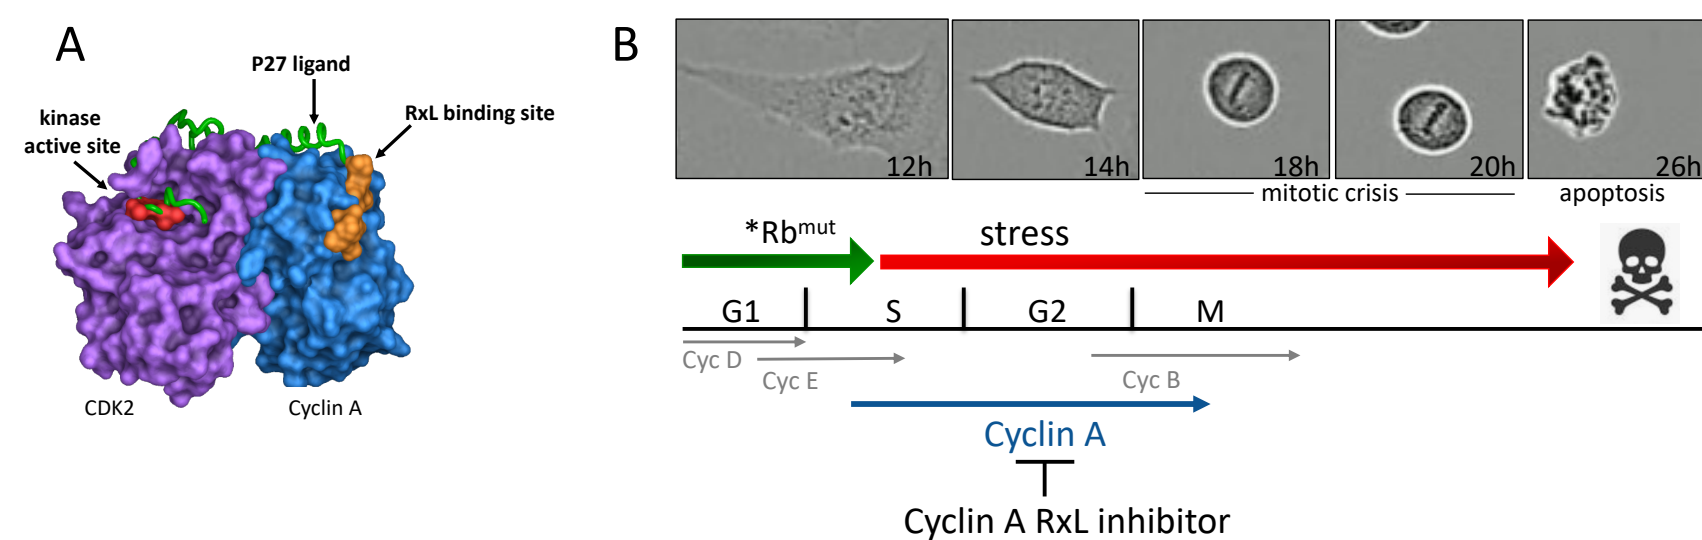 A
P27 ligand
RxL binding site
kinase
active site
CDK2
Cyclin A
B
12h
14h
18h
20h
26h
mitotic crisis
apoptosis
*Rbmut
stress
G1
S
G2
M
Cyc D
Cyc E
Cyc B
Cyclin A
Cyclin A RxL inhibitor